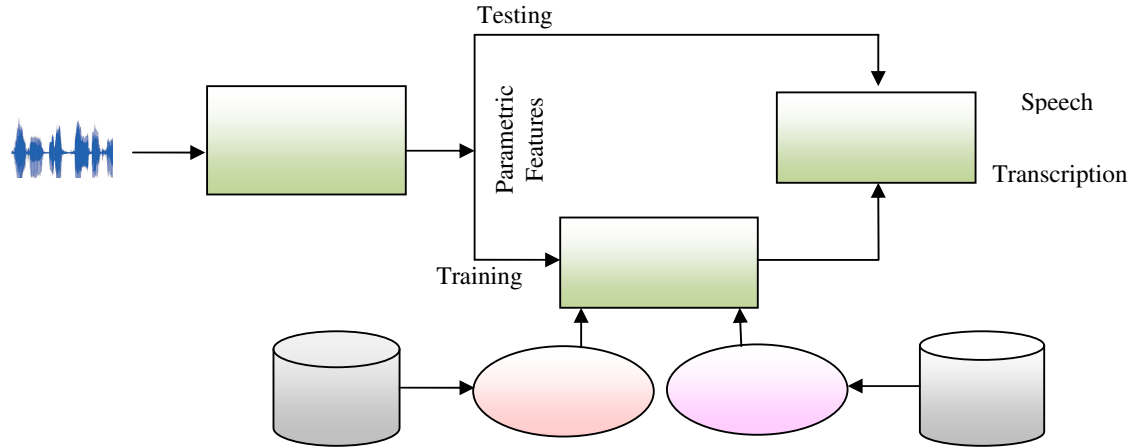 Testing
Parametric
Features
Speech
Transcription
Training